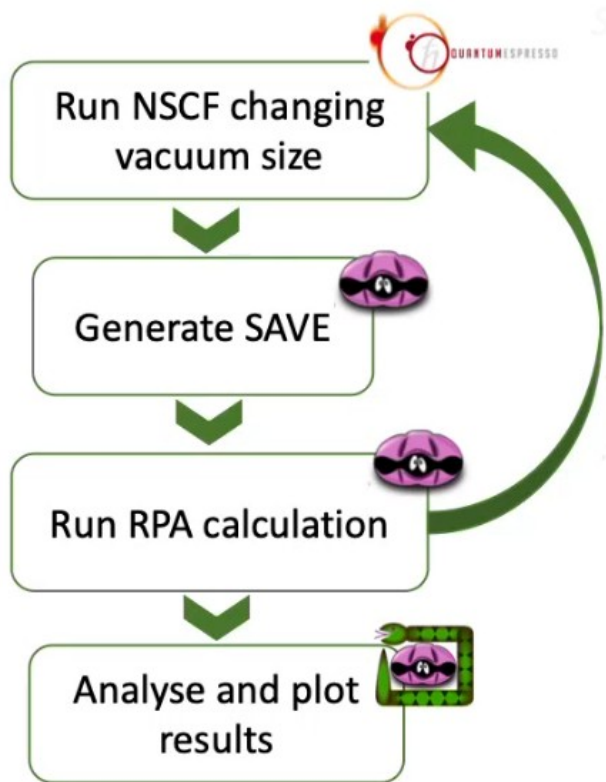 QUANTUMESPRESSO
Run NSCF changing
vacuum size
Generate SAVE
Run RPA calculation
Analyse and plot
results